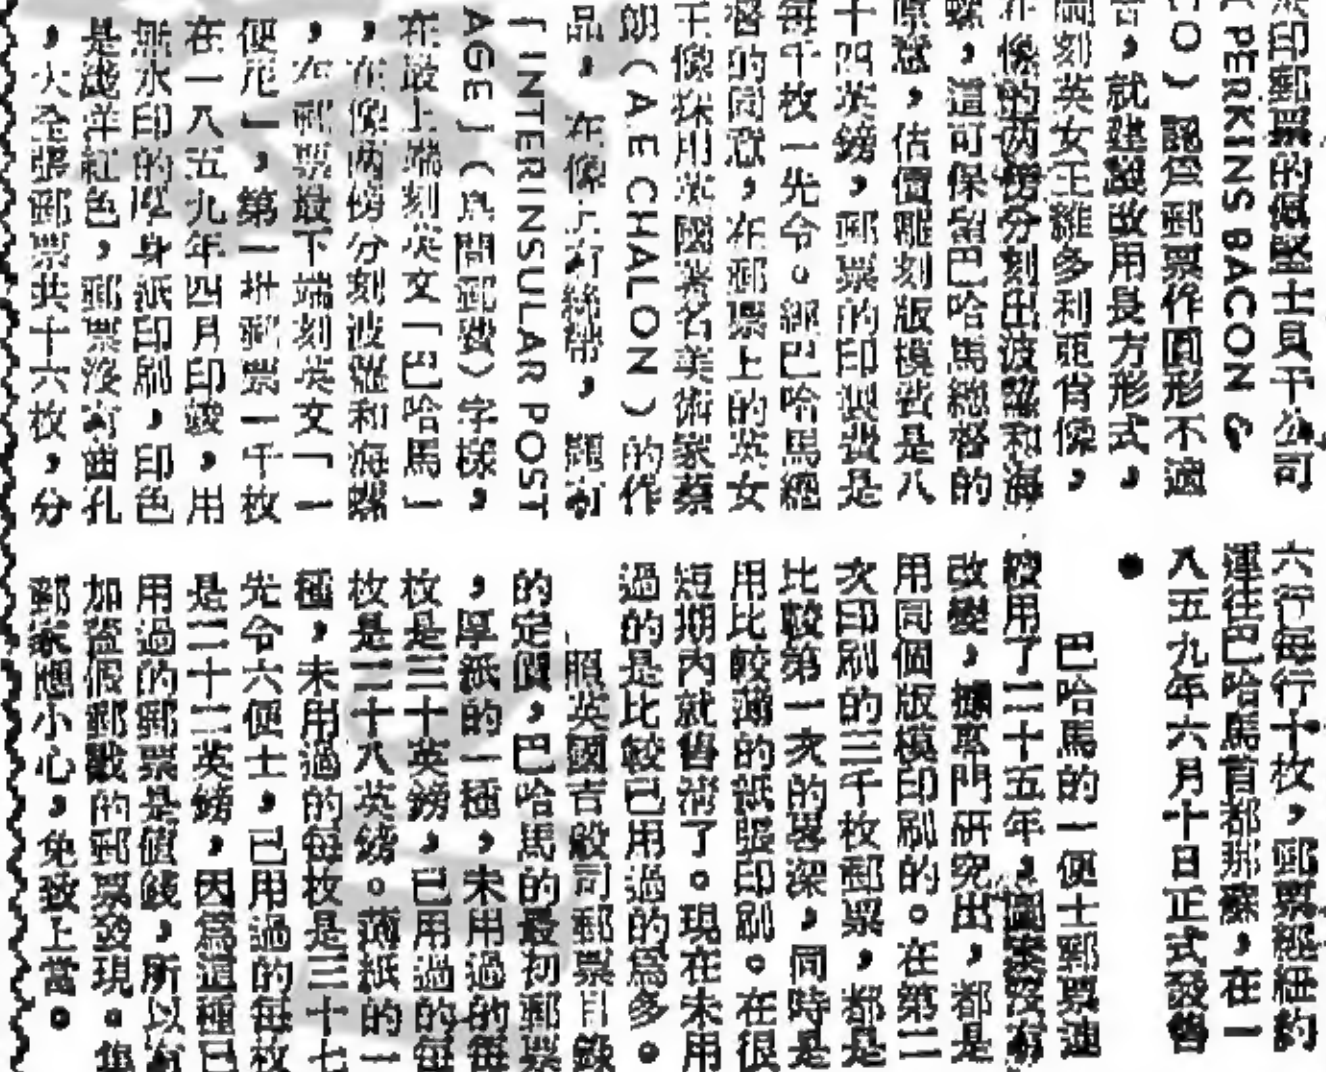 印郵票的佩堅士貝干公司
(PERKINS BACON &
CO)認為郵票作圓形不適
,就建議改用長方形式,
刻英女王維多利亞肖像,
在像的两傍分刻出波蘿和海
螺,這可保留巴哈馬總督的
原意,估價雕刻版模費是八
十四英鎊,郵票的印製費是
每千枚一先令。經巴哈馬總
督的同意,在郵票上的英女
王像採用英國著名美術家蔡
朗(A E CHALON)的作
品,在像上有絲帶,寫有
「INTERINSULAR POST
AGE」(島間郵費)字樣,
在最上端刻英文「巴哈馬」
,在像两傍分刻波蘿和海螺
,在郵票最下端刻英文「一
便尼」,第一批郵票一千枚
在一八五九年四月印竣,用
無水印的厚身紙印刷,印色
是淺洋紅色,郵票沒有齒孔
,大全張郵票共十六枚,分
六行每行十枚,郵票經紐約
運往巴哈馬首都那蘇,在一
八五九年六月十日正式發售
●
巴哈馬的一便士郵票連
被用了二十五年,圖案沒有
改變,據專門研究出,都是
用同個版模印刷的。在第二
次印刷的三千枚郵票,都是
比較第一次的畧深,同時是
用比較薄的紙張印刷。在很
短期內就售清了。現在未用
過的是比較已用過的為多。
照英國吉般司郵票目錄
的定價,巴哈馬的最初郵票
,厚紙的一種,未用過的每
枚是三十英鎊,已用過的每
枚是二十八英鎊。薄紙的一
種,未用過的每枚是三十七
先令六便士,已用過的每枚
是二十二英鎊,因為這種已
用過的郵票是值錢,所以有
加蓋假郵戳的郵票發現。集
郵家應小心,免致上當。